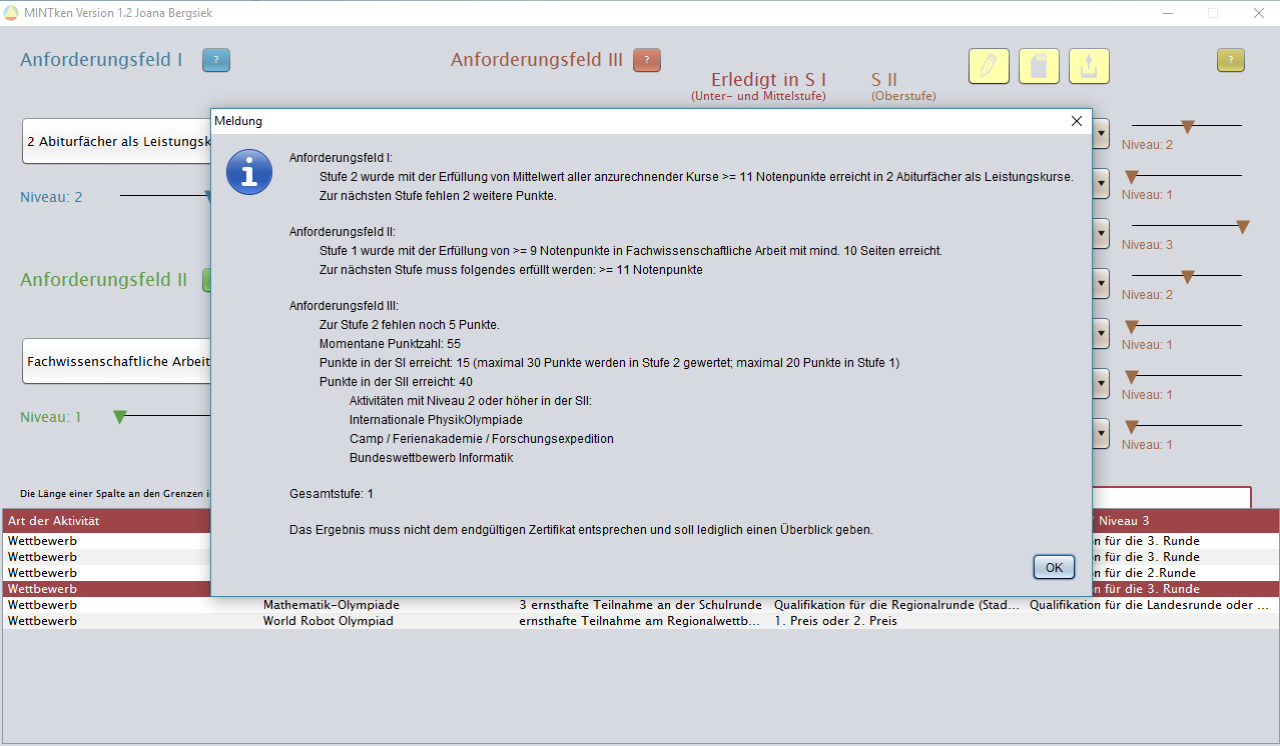 MINTken Version 1.2 Joana Bergsiek
Anforderungsfeld I
?
Anforderungsfeld III
?
Erledigt in S I
(Unter- und Mittelstufe)
S II
(Oberstufe)
?
Meldung
2 Abiturfächer als Leistungsk
Niveau: 2
Anforderungsfeld II
Fachwissenschaftliche Arbeit
Niveau: 1
Anforderungsfeld I:
Stufe 2 wurde mit der Erfüllung von Mittelwert aller anzurechnender Kurse >= 11 Notenpunkte erreicht in 2 Abiturfächer als Leistungskurse.
Zur nächsten Stufe fehlen 2 weitere Punkte.
Anforderungsfeld II:
Stufe 1 wurde mit der Erfüllung von >= 9 Notenpunkte in Fachwissenschaftliche Arbeit mit mind. 10 Seiten erreicht.
Zur nächsten Stufe muss folgendes erfüllt werden: >= 11 Notenpunkte
Anforderungsfeld III:
Zur Stufe 2 fehlen noch 5 Punkte.
Momentane Punktzahl: 55
Punkte in der SI erreicht: 15 (maximal 30 Punkte werden in Stufe 2 gewertet; maximal 20 Punkte in Stufe 1)
Punkte in der SII erreicht: 40
Aktivitäten mit Niveau 2 oder höher in der SII:
Internationale PhysikOlympiade
Camp / Ferienakademie / Forschungsexpedition
Bundeswettbewerb Informatik
Gesamtstufe: 1
Das Ergebnis muss nicht dem endgültigen Zertifikat entsprechen und soll lediglich einen Überblick geben.
OK
Niveau: 2
Niveau: 1
Niveau: 3
Niveau: 2
Niveau: 1
Niveau: 1
Niveau: 1
Die Länge einer Spalte an den Grenzen
Art der Aktivität
Niveau 3
Wettbewerb
n für die 3. Runde
Wettbewerb
n für die 3. Runde
Wettbewerb
n für die 2.Runde
Wettbewerb
n für die 3. Runde
Wettbewerb Mathematik-Olympiade 3 ernsthafte Teilnahme an der Schulrunde Qualifikation für die Regionalrunde (Stad... Qualifikation für die Landesrunde oder ...
Wettbewerb World Robot Olympiad ernsthafte Teilnahme am Regionalwettb... 1. Preis oder 2. Preis